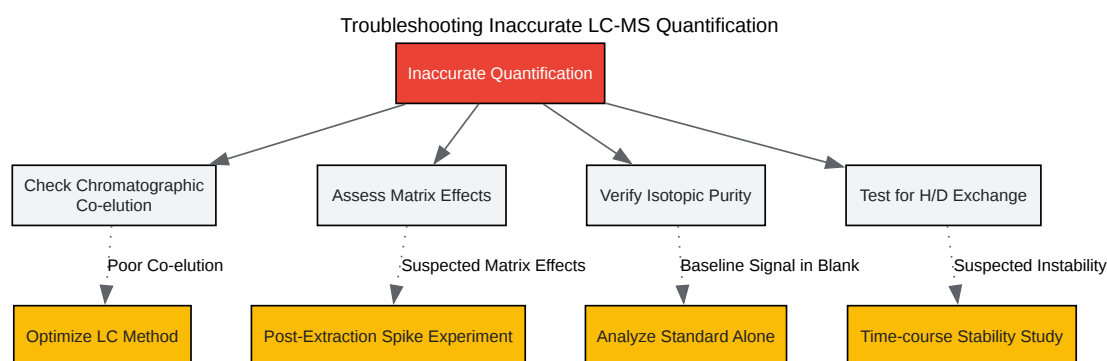 Troubleshooting Inaccurate LC-MS Quantification
Inaccurate Quantification
Check Chromatographic
Co-elution
Assess Matrix Effects
Verify Isotopic Purity
Test for H/D Exchange
Poor Co-elution
Suspected Matrix Effects
Baseline Signal in Blank
Suspected Instability
Optimize LC Method
Post-Extraction Spike Experiment
Analyze Standard Alone
Time-course Stability Study